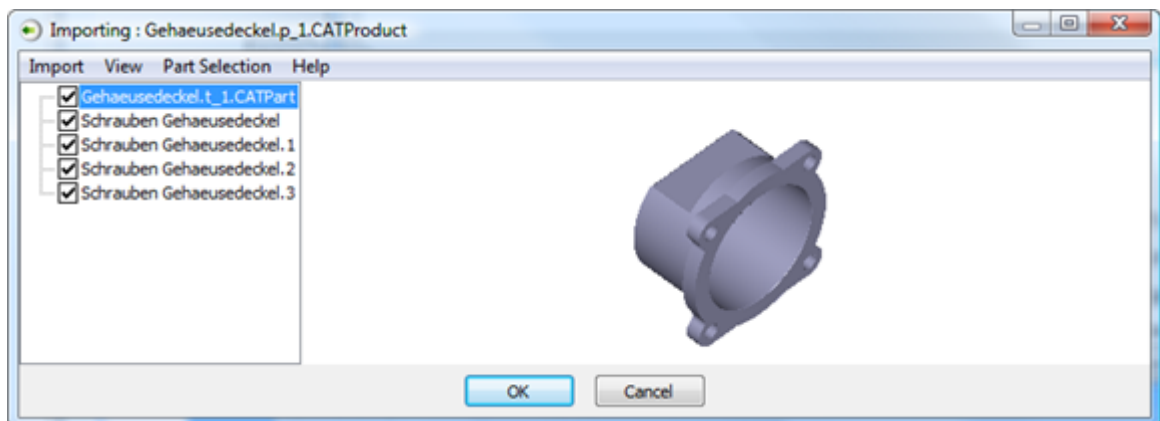 Importing : Gehaeusedeckel.p_1.CATProduct
Import View Part Selection Help
Gehaeusedeckel.t_1.CATPart
Schrauben Gehaeusedeckel
Schrauben Gehaeusedeckel.1
Schrauben Gehaeusedeckel.2
Schrauben Gehaeusedeckel.3
OK Cancel